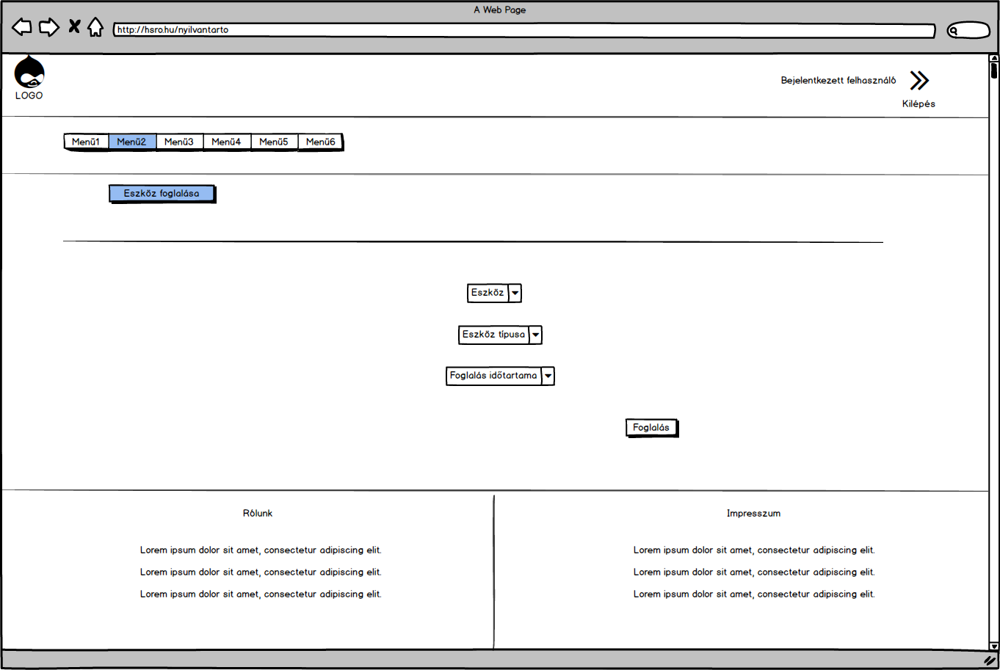 A Web Page
http://hsro.hu/nyilvantarto
LOGO
Bejelentkezett felhasználó
Kilépés
Menü1 Menü2 Menü3 Menü4 Menü5 Menü6
Eszköz foglalása
Eszköz
Eszköz típusa
Foglalás időtartama
Foglalás
Rólunk
Lorem ipsum dolor sit amet, consectetur adipiscing elit.
Lorem ipsum dolor sit amet, consectetur adipiscing elit.
Lorem ipsum dolor sit amet, consectetur adipiscing elit.
Impresszum
Lorem ipsum dolor sit amet, consectetur adipiscing elit.
Lorem ipsum dolor sit amet, consectetur adipiscing elit.
Lorem ipsum dolor sit amet, consectetur adipiscing elit.